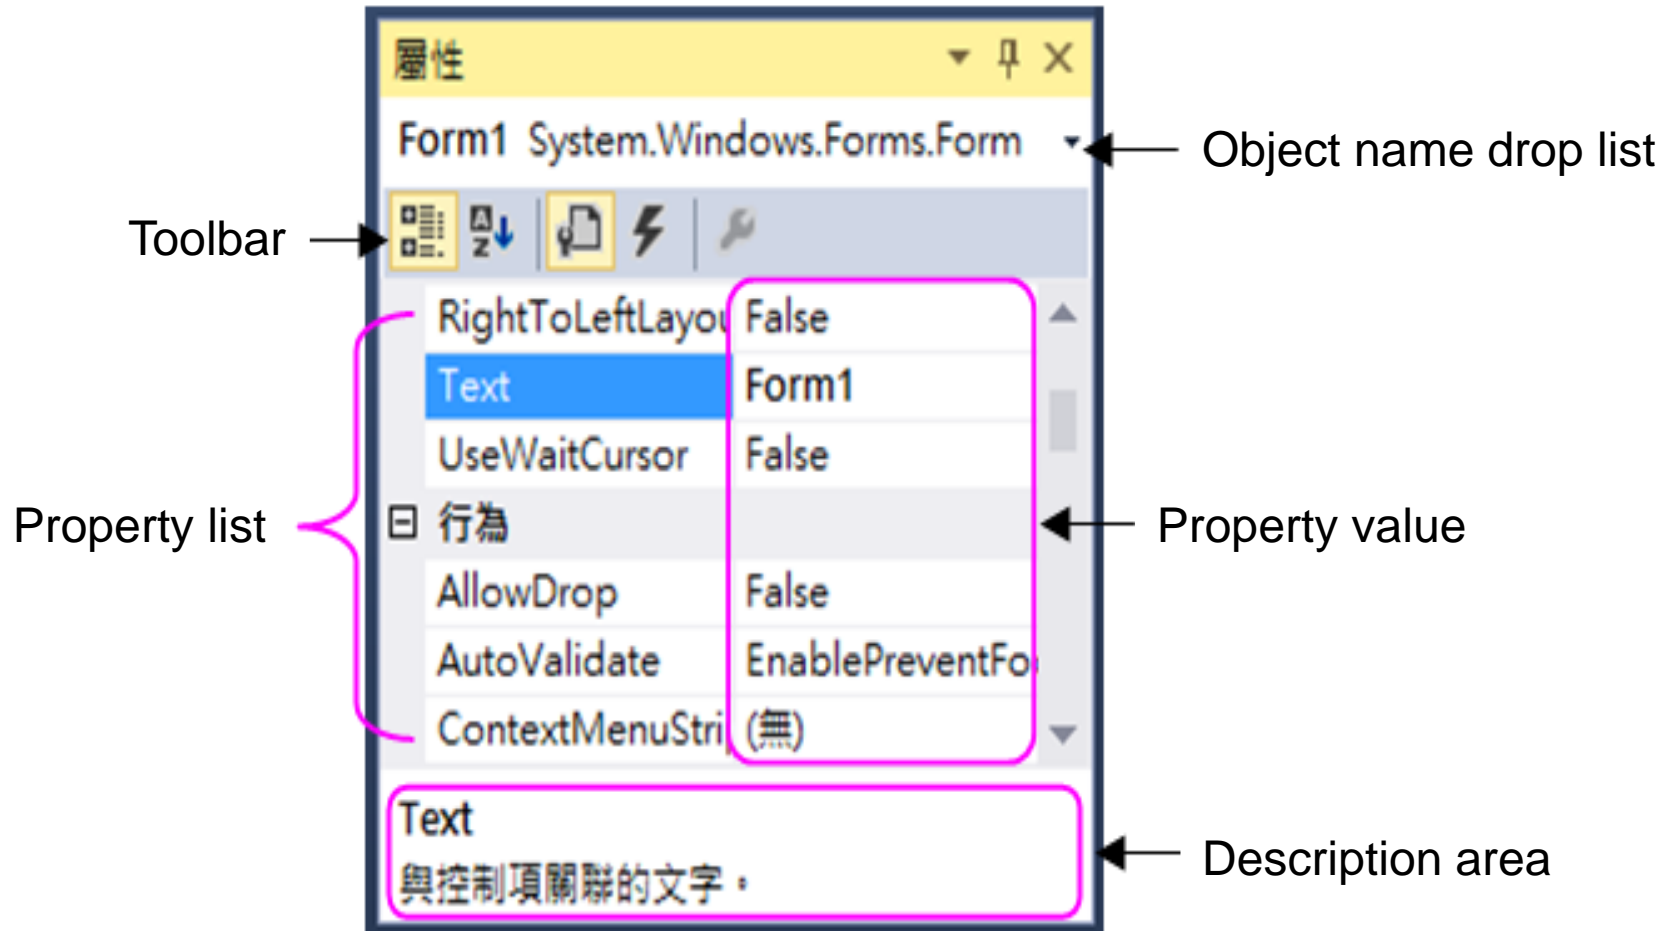 屬性
Form1 System.Windows.Forms.Form
Object name drop list
Toolbar
RightToLeftLayou False
Text Form1
UseWaitCursor False
Property list
行為
Property value
AllowDrop False
AutoValidate EnablePreventFo
ContextMenuStri (無)
Text
與控制項關聯的文字。
Description area